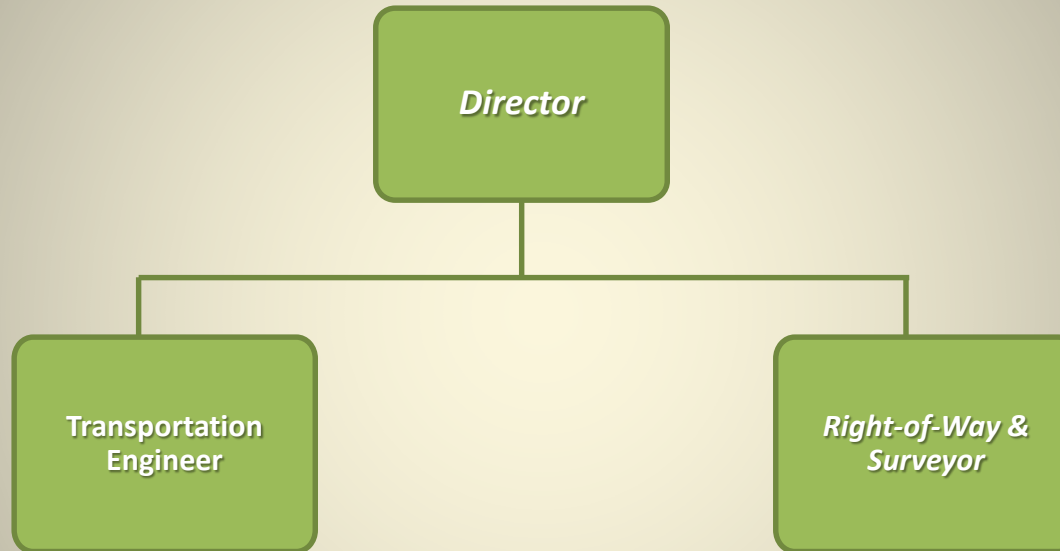 Director
Transportation
Engineer
Right-of-Way &
Surveyor